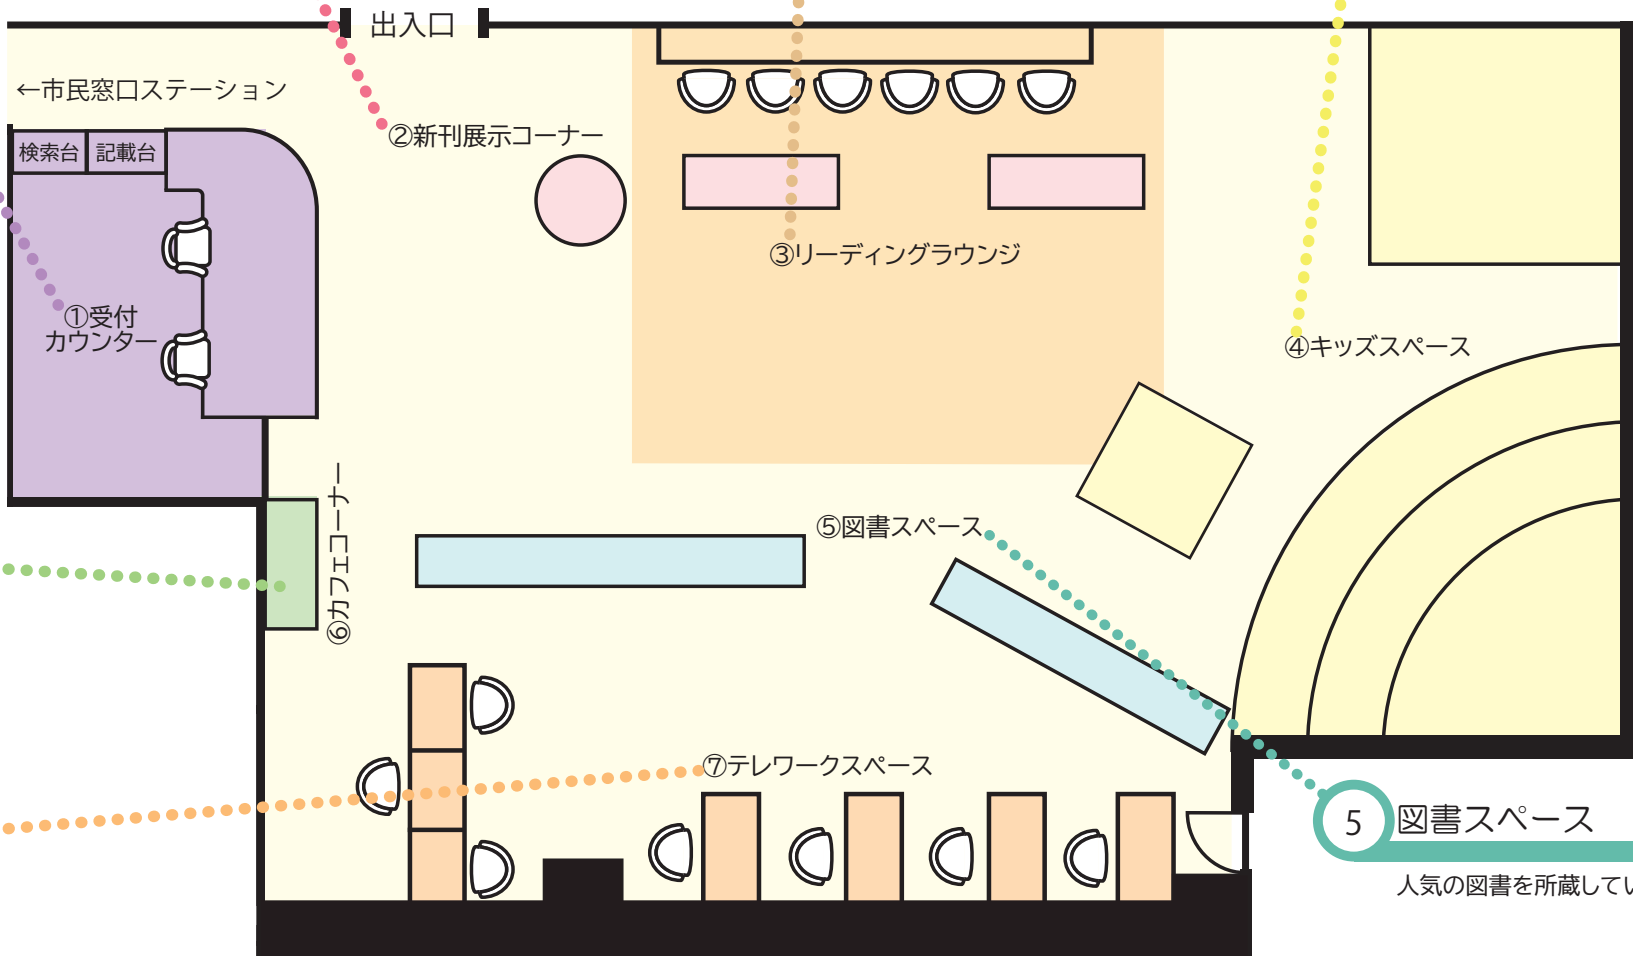 出入口
←市民窓口ステーション
②新刊展示コーナー
検索台
記載台
③リーディングラウンジ
①受付
カウンター
④キッズスペース
⑤図書スペース
⑥カフェコーナー
⑦テレワークスペース
5 図書スペース
人気の図書を所蔵してい